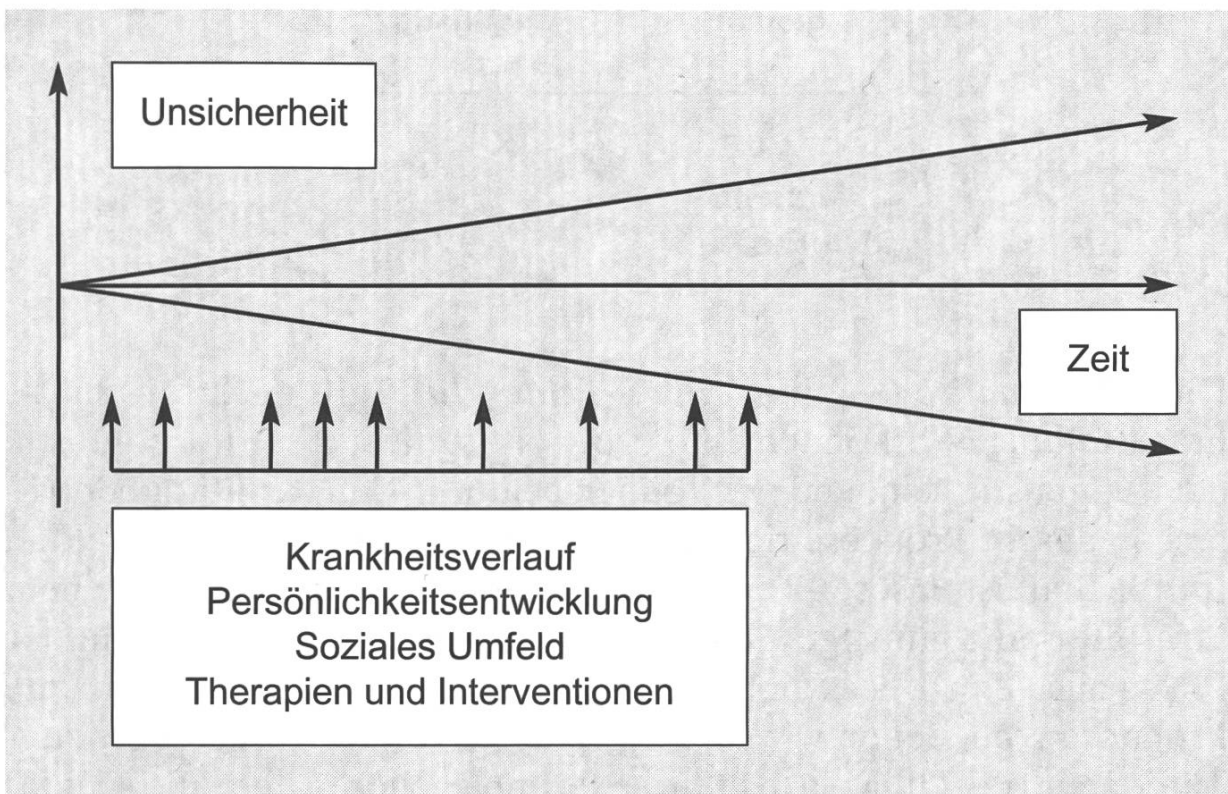 Unsicherheit
Zeit
Krankheitsverlauf
Persönlichkeitsentwicklung
Soziales Umfeld
Therapien und Interventionen